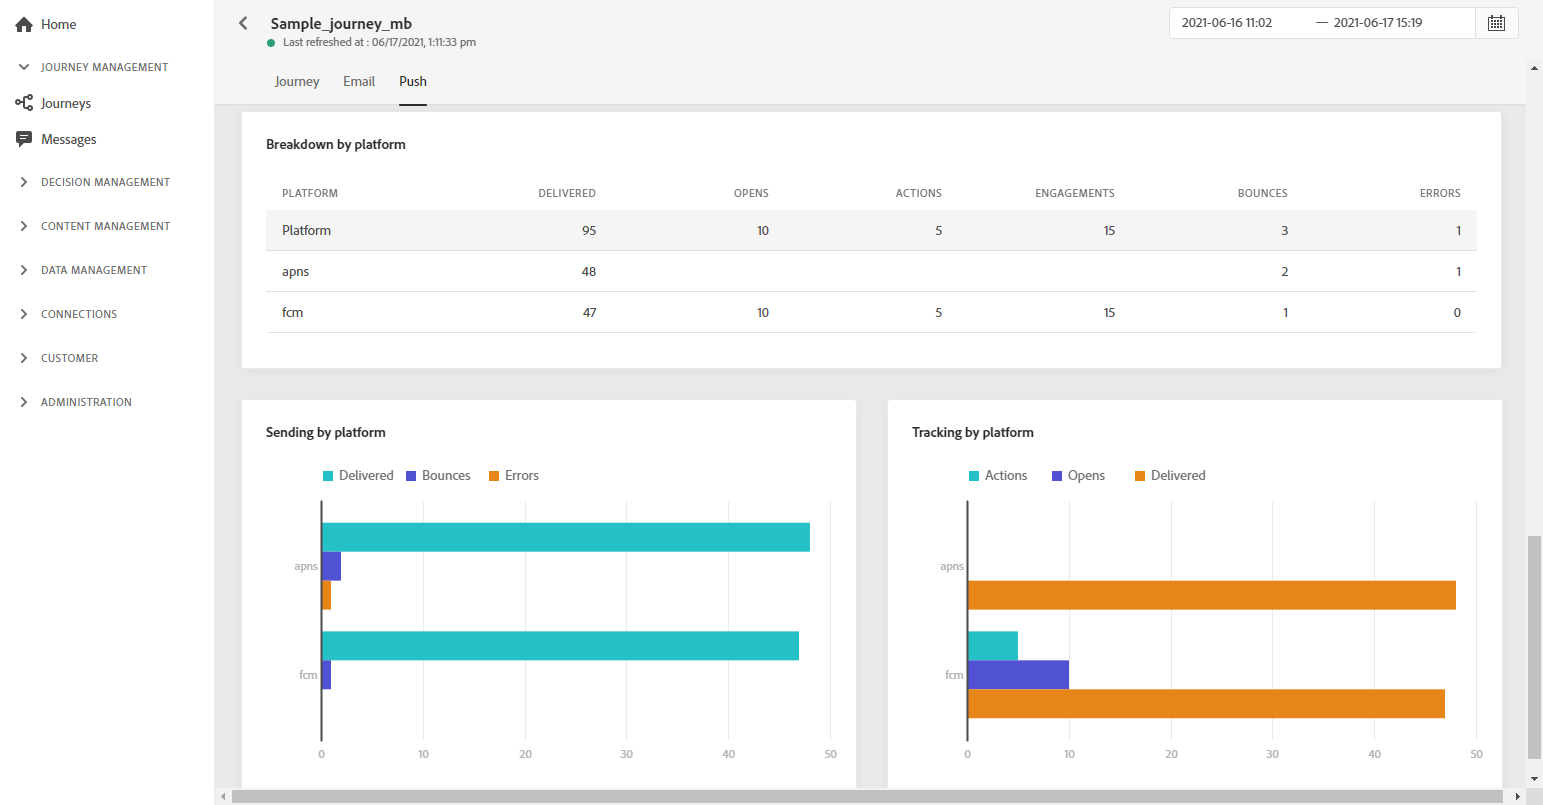 Home
JOURNEY MANAGEMENT
Journeys
Messages
DECISION MANAGEMENT
CONTENT MANAGEMENT
DATA MANAGEMENT
CONNECTIONS
CUSTOMER
ADMINISTRATION
Sample_journey_mb
Last refreshed at : 06/17/2021, 1:11:33 pm
2021-06-16 11:02 — 2021-06-17 15:19
Journey Email Push
Breakdown by platform
PLATFORM DELIVERED OPENS ACTIONS ENGAGEMENTS BOUNCES ERRORS
Platform 95 10 5 15 3 1
apns 48 2 1
fcm 47 10 5 15 1 0
Sending by platform
Delivered Bounces Errors
apns
fcm
0 10 20 30 40 50
Tracking by platform
Actions Opens Delivered
apns
fcm
0 10 20 30 40 50